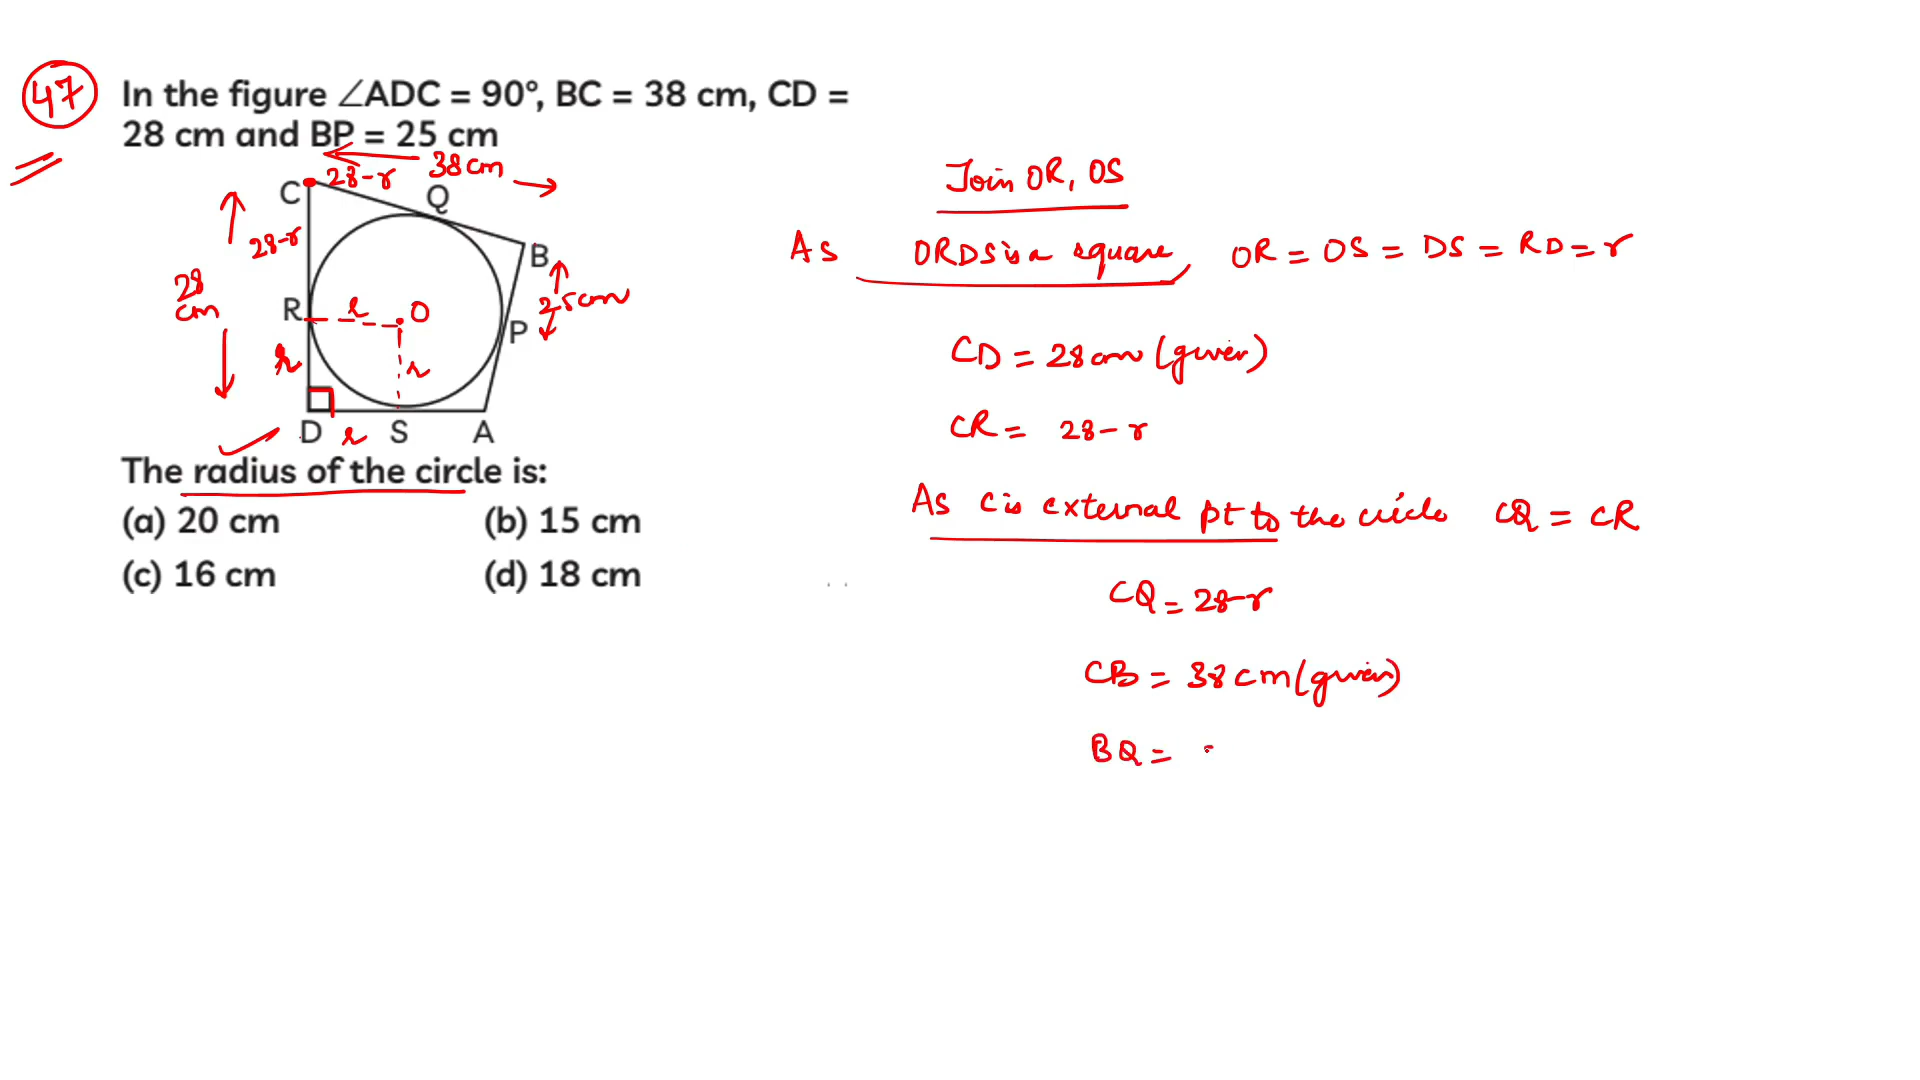 47
In the figure ∠ADC = 90°, BC = 38 cm, CD =
28 cm and BP = 25 cm
38 cm
28-r
C
Q
28-r
B
28
cm
25cm
R
r
O
P
r
r
D
r
S
A
The radius of the circle is:
(a) 20 cm
(b) 15 cm
(c) 16 cm
(d) 18 cm
Join OR, OS
As ORDS is a square, OR = OS = DS = RD = r
CD = 28cm (given)
CR = 28-r
As C is external pt to the circle CQ = CR
CQ = 28-r
CB = 38cm (given)
BQ =